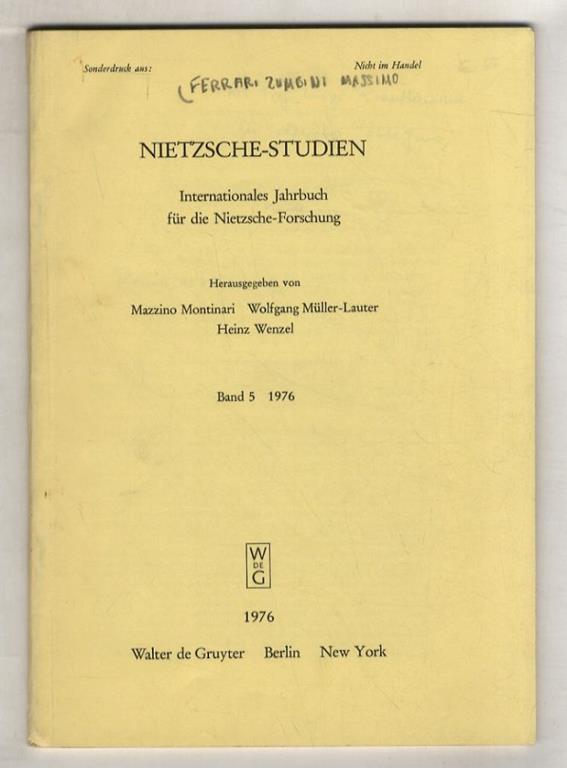 Sonderdruck aus: Nicht im Handel
FERRARI ZUMBINI MASSIMO
NIETZSCHE-STUDIEN
Internationales Jahrbuch
für die Nietzsche-Forschung
Herausgegeben von
Mazzino Montinari Wolfgang Müller-Lauter
Heinz Wenzel
Band 5 1976
W
DE
G
1976
Walter de Gruyter Berlin New York